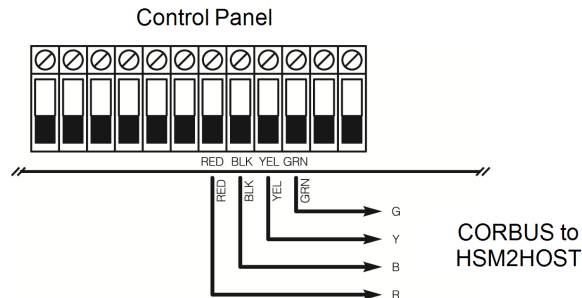 Control Panel
RED BLK YEL GRN
RED BLK YEL GRN
G
Y
B
R
CORBUS to
HSM2HOST